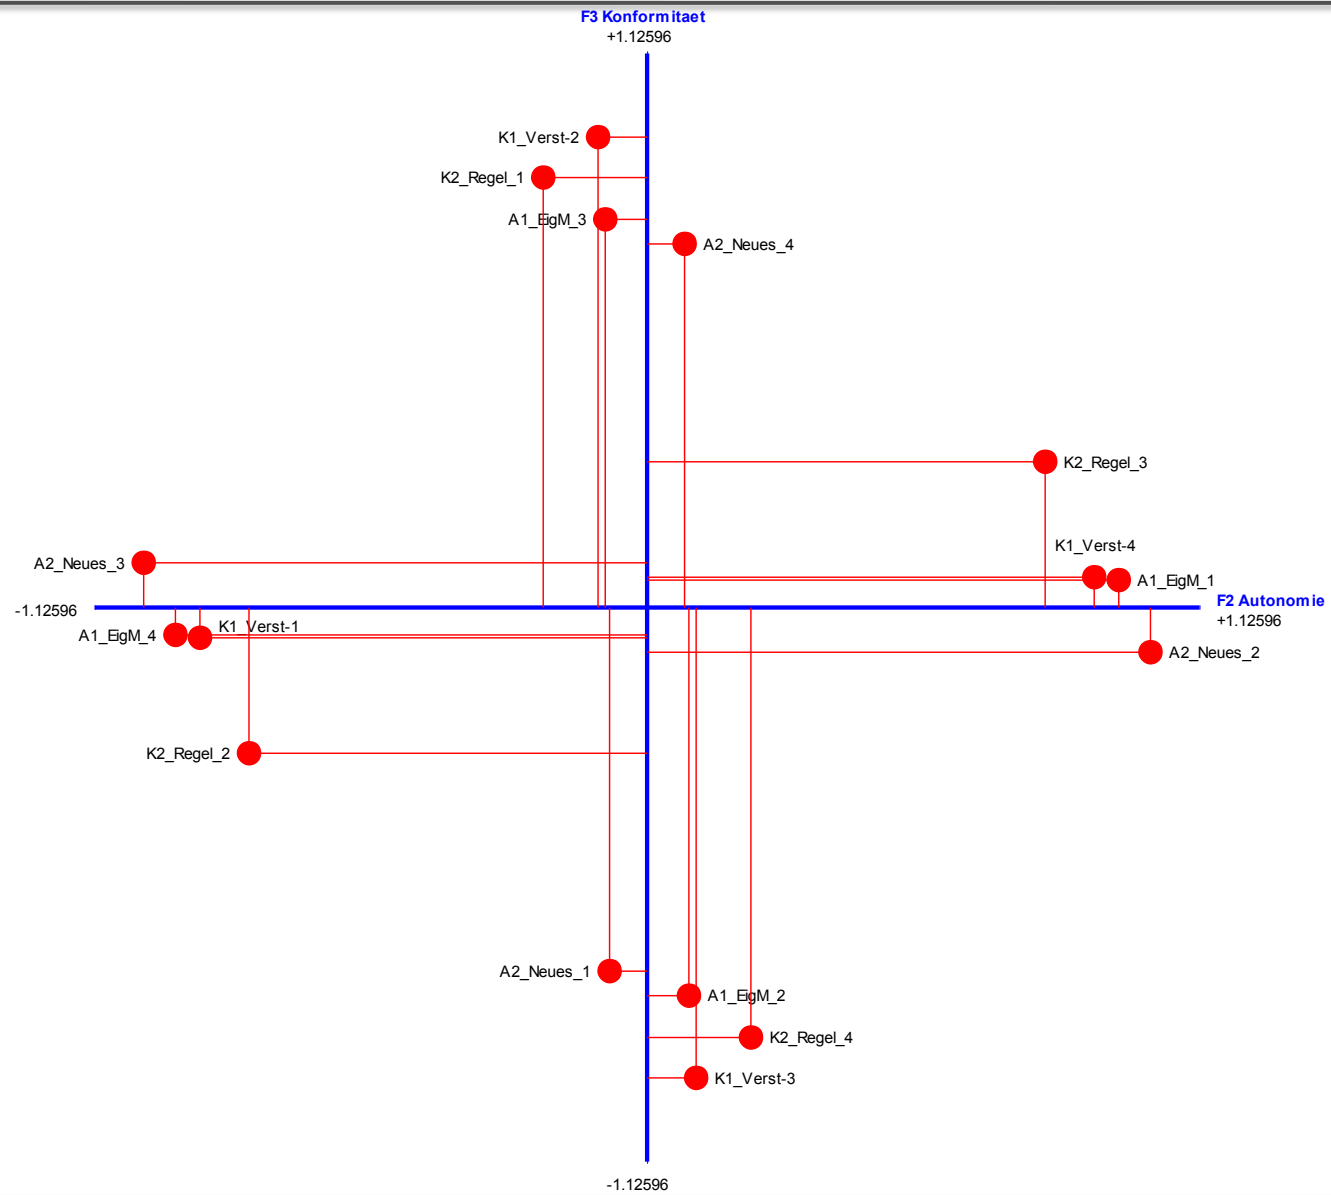 F3 Konformitaet
+1.12596
K1_Verst-2
K2_Regel_1
A1_EigM_3
A2_Neues_4
K2_Regel_3
K1_Verst-4
A2_Neues_3
A1_EigM_1
-1.12596
F2 Autonomie
+1.12596
K1_Verst-1
A1_EigM_4
A2_Neues_2
K2_Regel_2
A2_Neues_1
A1_EigM_2
K2_Regel_4
K1_Verst-3
-1.12596